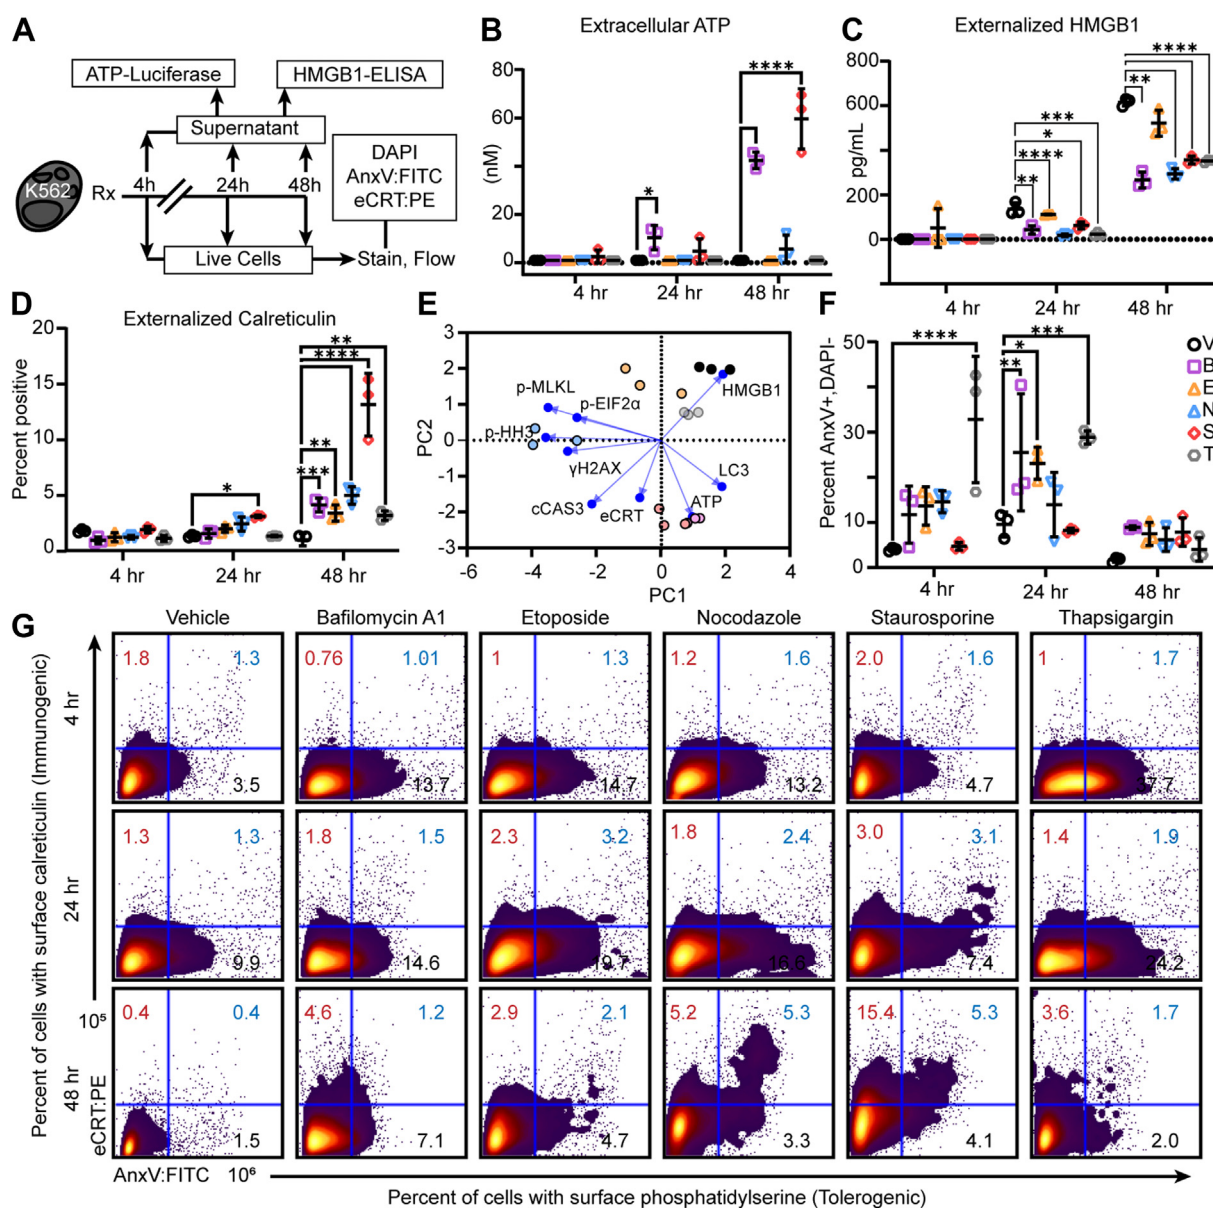 A
ATP-Luciferase
HMGB1-ELISA
Supernatant
DAPI
AnxV:FITC
eCRT:PE
K562
Rx
4h
24h
48h
Live Cells
Stain, Flow
B
Extracellular ATP
(nM)
80
60
40
20
0
*
****
4 hr
24 hr
48 hr
C
Externalized HMGB1
pg/mL
800
600
400
200
0
**
****
*
***
**
****
4 hr
24 hr
48 hr
D
Externalized Calreticulin
Percent positive
20
15
10
5
0
*
***
**
****
**
4 hr
24 hr
48 hr
E
PC2
3
2
1
0
-1
-2
-3
p-MLKL
p-EIF2α
HMGB1
p-HH3
γH2AX
LC3
cCAS3
eCRT
ATP
-6
-4
-2
0
2
4
PC1
F
Percent AnxV+,DAPI-
50
30
10
0
****
**
*
***
4 hr
24 hr
48 hr
V
B
E
N
S
T
G
Vehicle
Bafilomycin A1
Etoposide
Nocodazole
Staurosporine
Thapsigargin
Percent of cells with surface calreticulin (Immunogenic)
4 hr
1.8 1.3 0.76 1.01 1 1.3 1.2 1.6 2.0 1.6 1 1.7
3.5 13.7 14.7 13.2 4.7 37.7
24 hr
1.3 1.3 1.8 1.5 2.3 3.2 1.8 2.4 3.0 3.1 1.4 1.9
9.9 14.6 19.7 16.6 7.4 24.2
48 hr
10⁵
eCRT:PE
0.4 0.4 4.6 1.2 2.9 2.1 5.2 5.3 15.4 5.3 3.6 1.7
1.5 7.1 4.7 3.3 4.1 2.0
AnxV:FITC 10⁶
Percent of cells with surface phosphatidylserine (Tolerogenic)